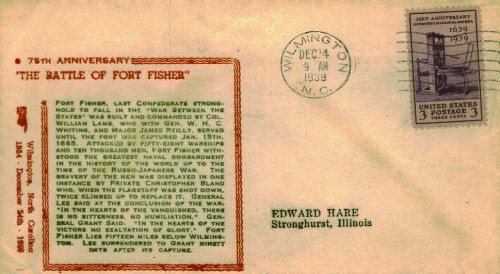 75TH ANNIVERSARY
"THE BATTLE OF FORT FISHER"
FORT FISHER, LAST CONFEDERATE STRONG-
HOLD TO FALL IN THE "WAR BETWEEN THE
STATES" WAS BUILT AND COMMANDED BY COL.
WILLIAM LAMB, WHO WITH GEN. W. H. C.
WHITING, AND MAJOR JAMES REILLY, SERVED
UNTIL THE FORT WAS CAPTURED JAN. 15TH,
1865. ATTACKED BY FIFTY-EIGHT WARSHIPS
AND TEN THOUSAND MEN, FORT FISHER WITH-
STOOD THE GREATEST NAVAL BOMBARDMENT
IN THE HISTORY OF THE WORLD UP TO THE
TIME OF THE RUSSO-JAPANESE WAR. THE
BRAVERY OF THE MEN WAS DISPLAYED IN ONE
INSTANCE BY PRIVATE CHRISTOPHER BLAND
WHO, WHEN THE FLAGSTAFF WAS SHOT DOWN,
TWICE CLIMBED UP TO REPLACE IT. GENERAL
LEE SAID AT THE CONCLUSION OF THE WAR,
"IN THE HEARTS OF THE VANQUISHED, THERE
IS NO BITTERNESS, NO HUMILIATION." GEN-
ERAL GRANT SAID, "IN THE HEARTS OF THE
VICTORS NO EXALTATION OF GLORY." FORT
FISHER LIES FIFTEEN MILES BELOW WILMING-
TON. LEE SURRENDERED TO GRANT NINETY
DAYS AFTER ITS CAPTURE.
Wilmington, North Carolina
1864 - December 24th - 1939
WILMINGTON
DEC 24
9 AM
1939
N.C.
300TH ANNIVERSARY
OF PRINTING IN COLONIAL AMERICA
1639
1939
UNITED STATES
3 POSTAGE 3
THREE CENTS
EDWARD HARE
Stronghurst, Illinois